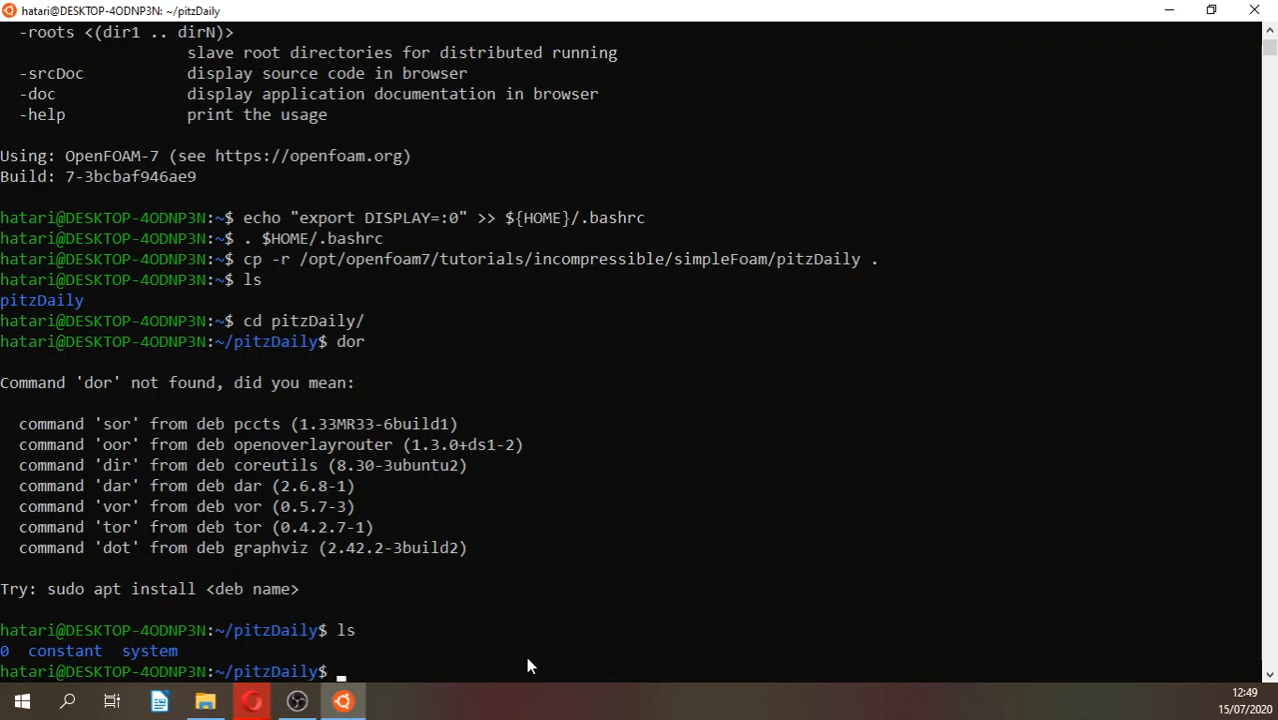 hatari@DESKTOP-4ODNP3N: ~/pitzDaily
-roots <(dir1 .. dirN)>
slave root directories for distributed running
-srcDoc display source code in browser
-doc display application documentation in browser
-help print the usage
Using: OpenFOAM-7 (see https://openfoam.org)
Build: 7-3bcbaf946ae9
hatari@DESKTOP-4ODNP3N:~$ echo "export DISPLAY=:0" >> ${HOME}/.bashrc
hatari@DESKTOP-4ODNP3N:~$ . $HOME/.bashrc
hatari@DESKTOP-4ODNP3N:~$ cp -r /opt/openfoam7/tutorials/incompressible/simpleFoam/pitzDaily .
hatari@DESKTOP-4ODNP3N:~$ ls
pitzDaily
hatari@DESKTOP-4ODNP3N:~$ cd pitzDaily/
hatari@DESKTOP-4ODNP3N:~/pitzDaily$ dor
Command 'dor' not found, did you mean:
command 'sor' from deb pccts (1.33MR33-6build1)
command 'oor' from deb openoverlayrouter (1.3.0+ds1-2)
command 'dir' from deb coreutils (8.30-3ubuntu2)
command 'dar' from deb dar (2.6.8-1)
command 'vor' from deb vor (0.5.7-3)
command 'tor' from deb tor (0.4.2.7-1)
command 'dot' from deb graphviz (2.42.2-3build2)
Try: sudo apt install <deb name>
hatari@DESKTOP-4ODNP3N:~/pitzDaily$ ls
0 constant system
hatari@DESKTOP-4ODNP3N:~/pitzDaily$
12:49
15/07/2020